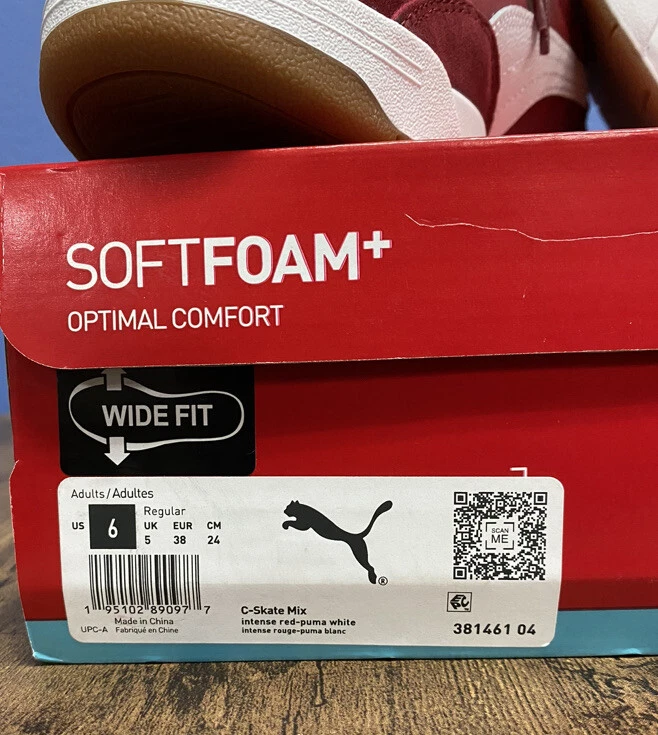 SOFTFOAM+
OPTIMAL COMFORT
WIDE FIT
Adults/Adultes
Regular
US 6 UK EUR CM
5 38 24
1 95102 89097 7
Made in China
UPC-A Fabriqué en Chine
®
C-Skate Mix
intense red-puma white
intense rouge-puma blanc
SCAN
ME
381461 04